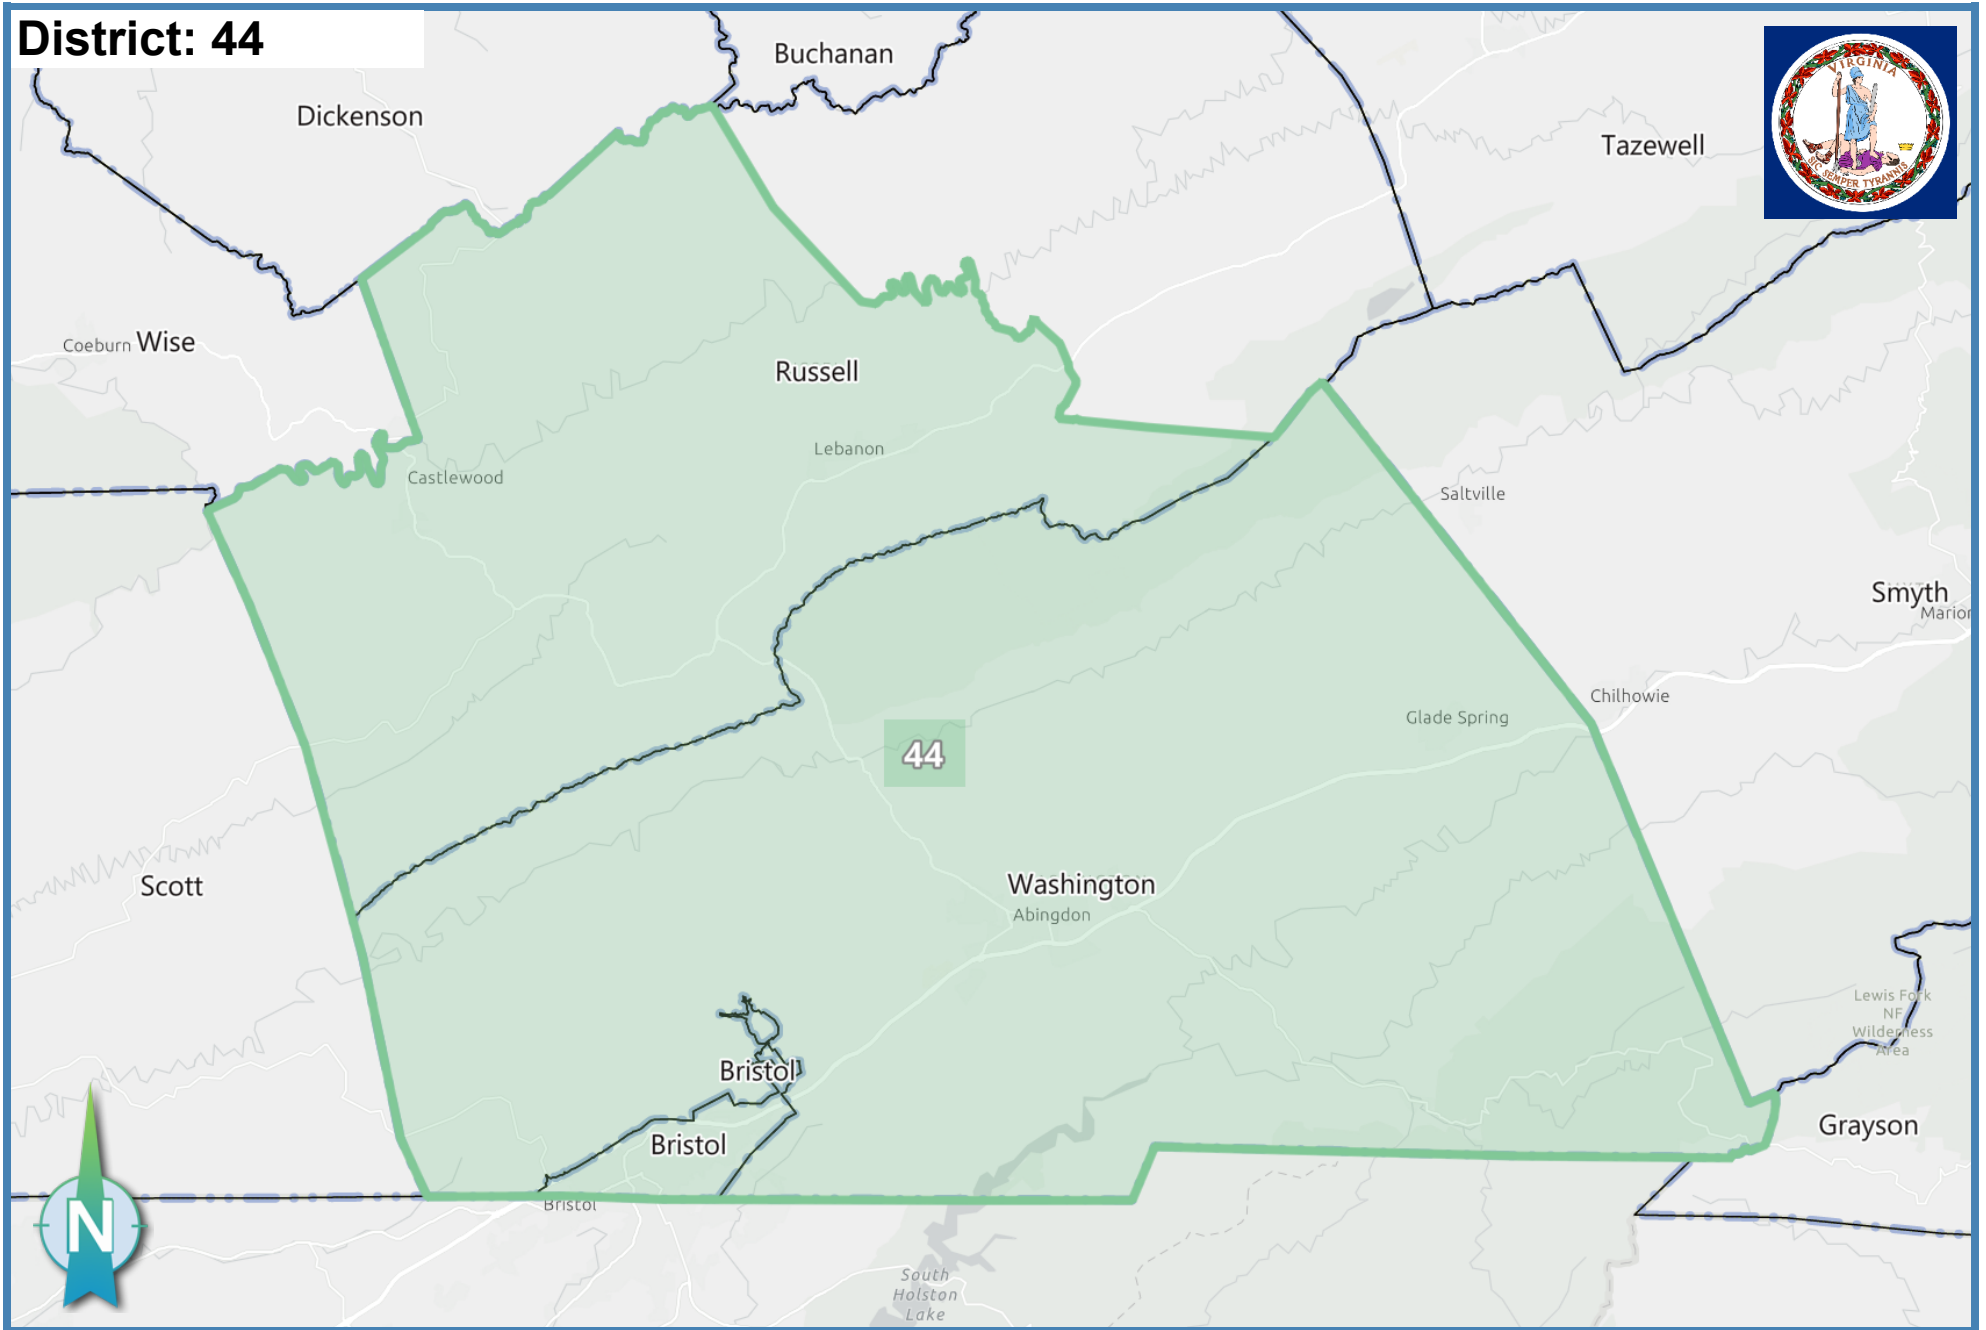 District: 44
Buchanan
Dickenson
Tazewell
VIRGINIA
SIC SEMPER TYRANNIS
Coeburn
Wise
Russell
Lebanon
Castlewood
Saltville
Smyth
Marion
Chilhowie
Glade Spring
44
Scott
Washington
Abingdon
Lewis Fork
NF
Wilderness
Area
Bristol
Grayson
Bristol
Bristol
N
South
Holston
Lake